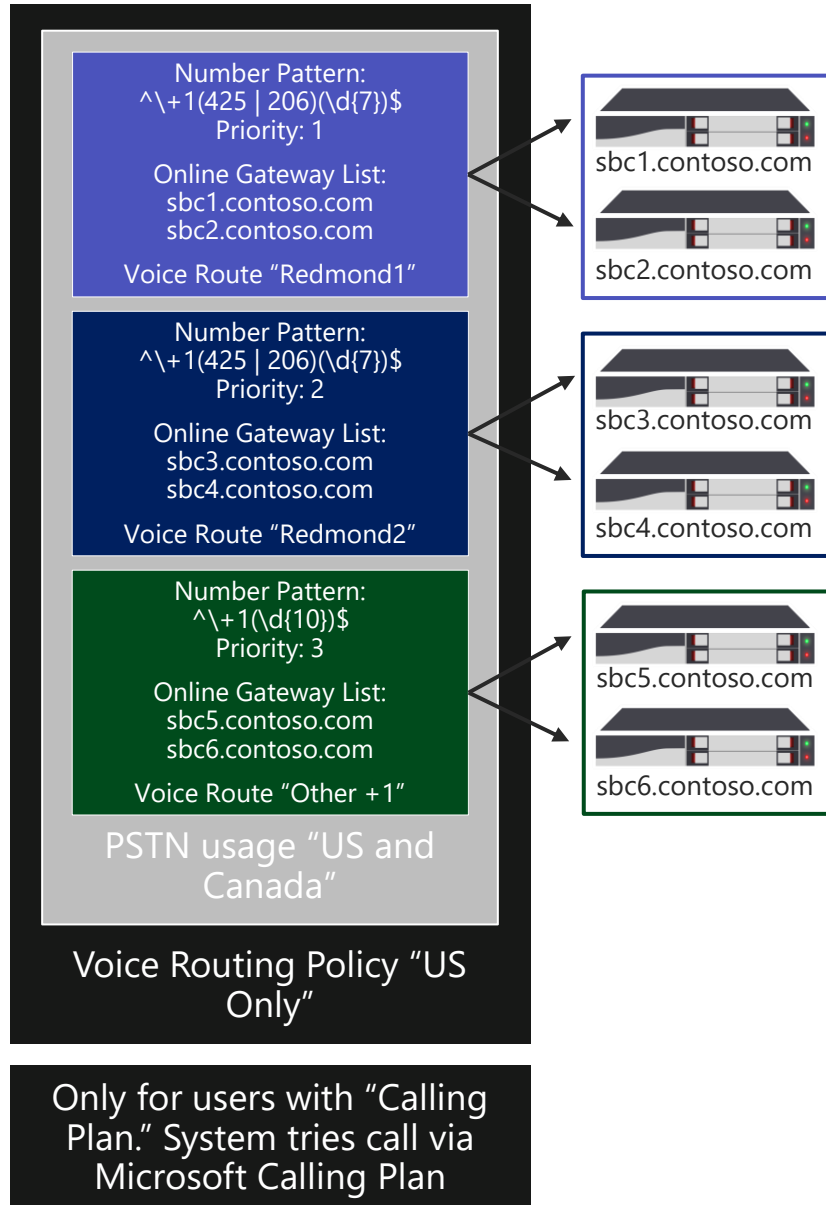 Number Pattern:
^\+1(425 | 206)(\d{7})$
Priority: 1
Online Gateway List:
sbc1.contoso.com
sbc2.contoso.com
Voice Route “Redmond1”
sbc1.contoso.com
sbc2.contoso.com
Number Pattern:
^\+1(425 | 206)(\d{7})$
Priority: 2
Online Gateway List:
sbc3.contoso.com
sbc4.contoso.com
Voice Route “Redmond2”
sbc3.contoso.com
sbc4.contoso.com
Number Pattern:
^\+1(\d{10})$
Priority: 3
Online Gateway List:
sbc5.contoso.com
sbc6.contoso.com
Voice Route “Other +1”
sbc5.contoso.com
sbc6.contoso.com
PSTN usage “US and
Canada”
Voice Routing Policy “US
Only”
Only for users with “Calling
Plan.” System tries call via
Microsoft Calling Plan